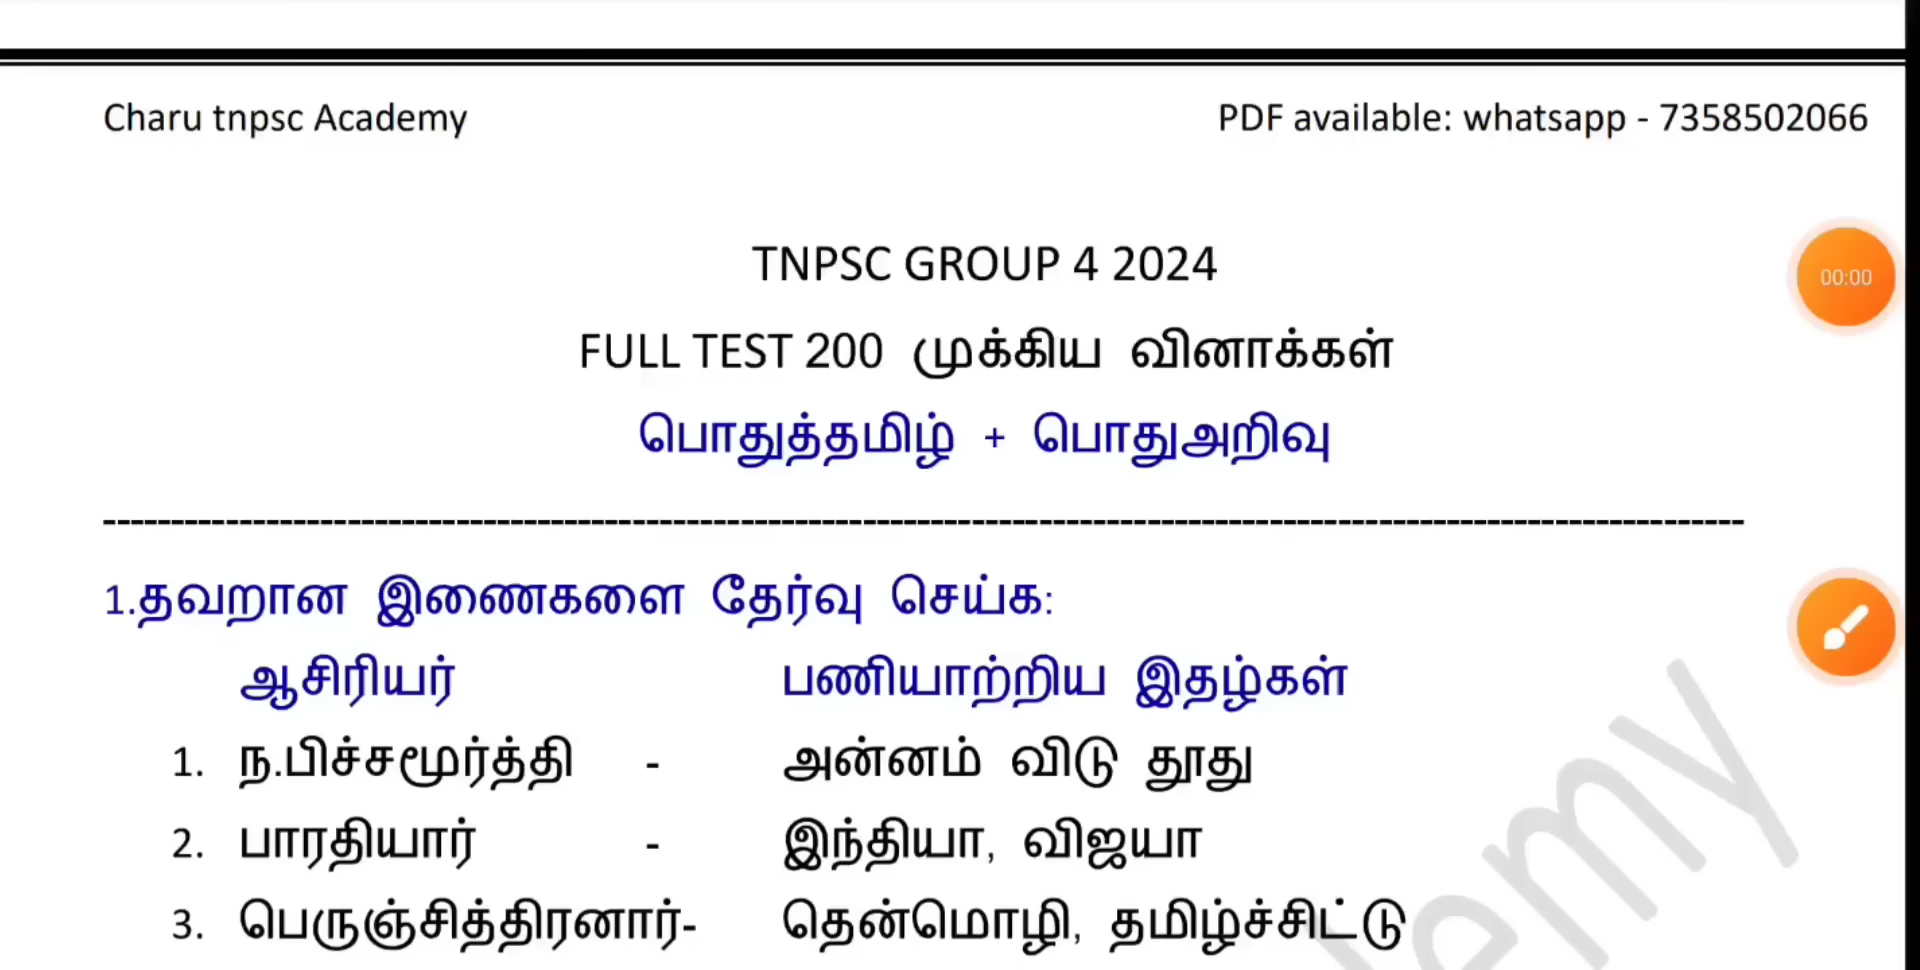 Charu tnpsc Academy PDF available: whatsapp - 7358502066
TNPSC GROUP 4 2024
00:00
FULL TEST 200 முக்கிய வினாக்கள்
பொதுத்தமிழ் + பொதுஅறிவு
1.தவறான இணைகளை தேர்வு செய்க:
ஆசிரியர் பணியாற்றிய இதழ்கள்
1. ந.பிச்சமூர்த்தி - அன்னம் விடு தூது
2. பாரதியார் - இந்தியா, விஜயா
3. பெருஞ்சித்திரனார்- தென்மொழி, தமிழ்ச்சிட்டு
emy